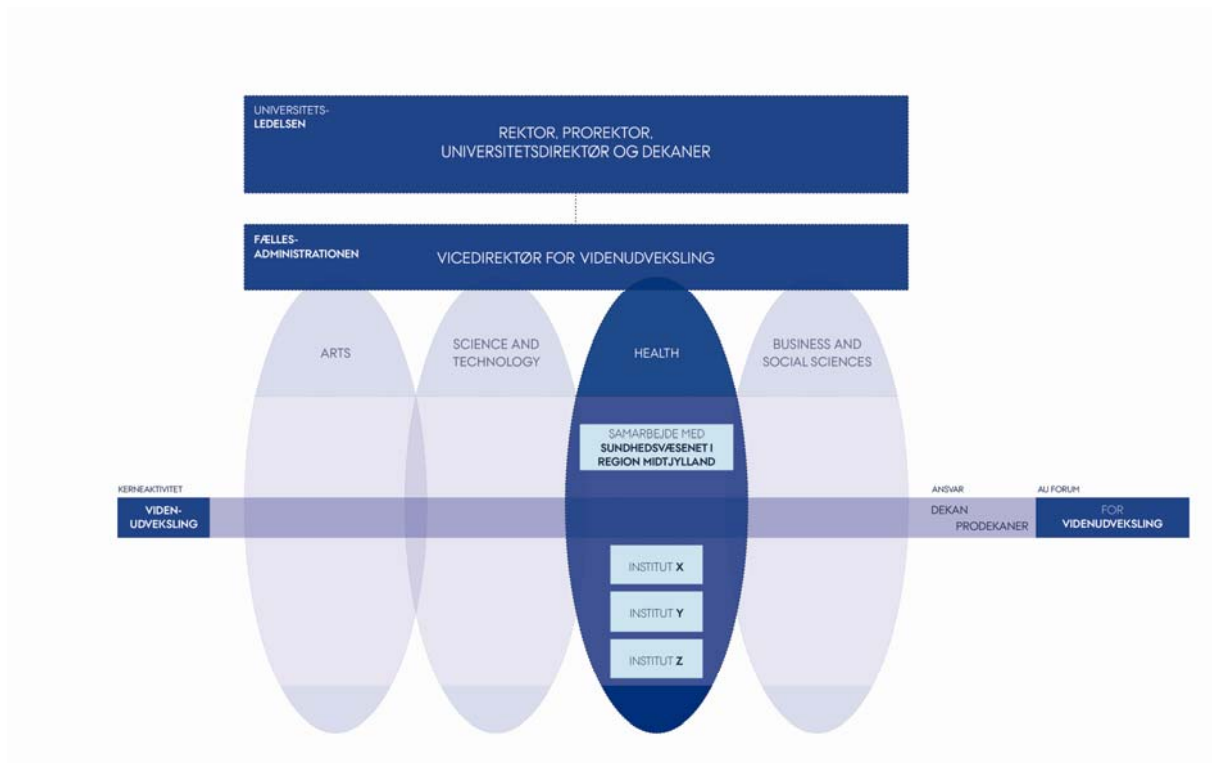 UNIVERSITETS-
LEDELSEN
REKTOR, PROREKTOR,
UNIVERSITETSDIREKTØR OG DEKANER
FÆLLES-
ADMINISTRATIONEN
VICEDIREKTØR FOR VIDENUDVEKSLING
ARTS
SCIENCE AND
TECHNOLOGY
HEALTH
BUSINESS AND
SOCIAL SCIENCES
SAMARBEJDE MED
SUNDHEDSVÆSENET I
REGION MIDTJYLLAND
KERNEAKTIVITET
VIDEN-
UDVEKSLING
ANSVAR
DEKAN
PRODEKANER
AU FORUM
FOR
VIDENUDVEKSLING
INSTITUT X
INSTITUT Y
INSTITUT Z